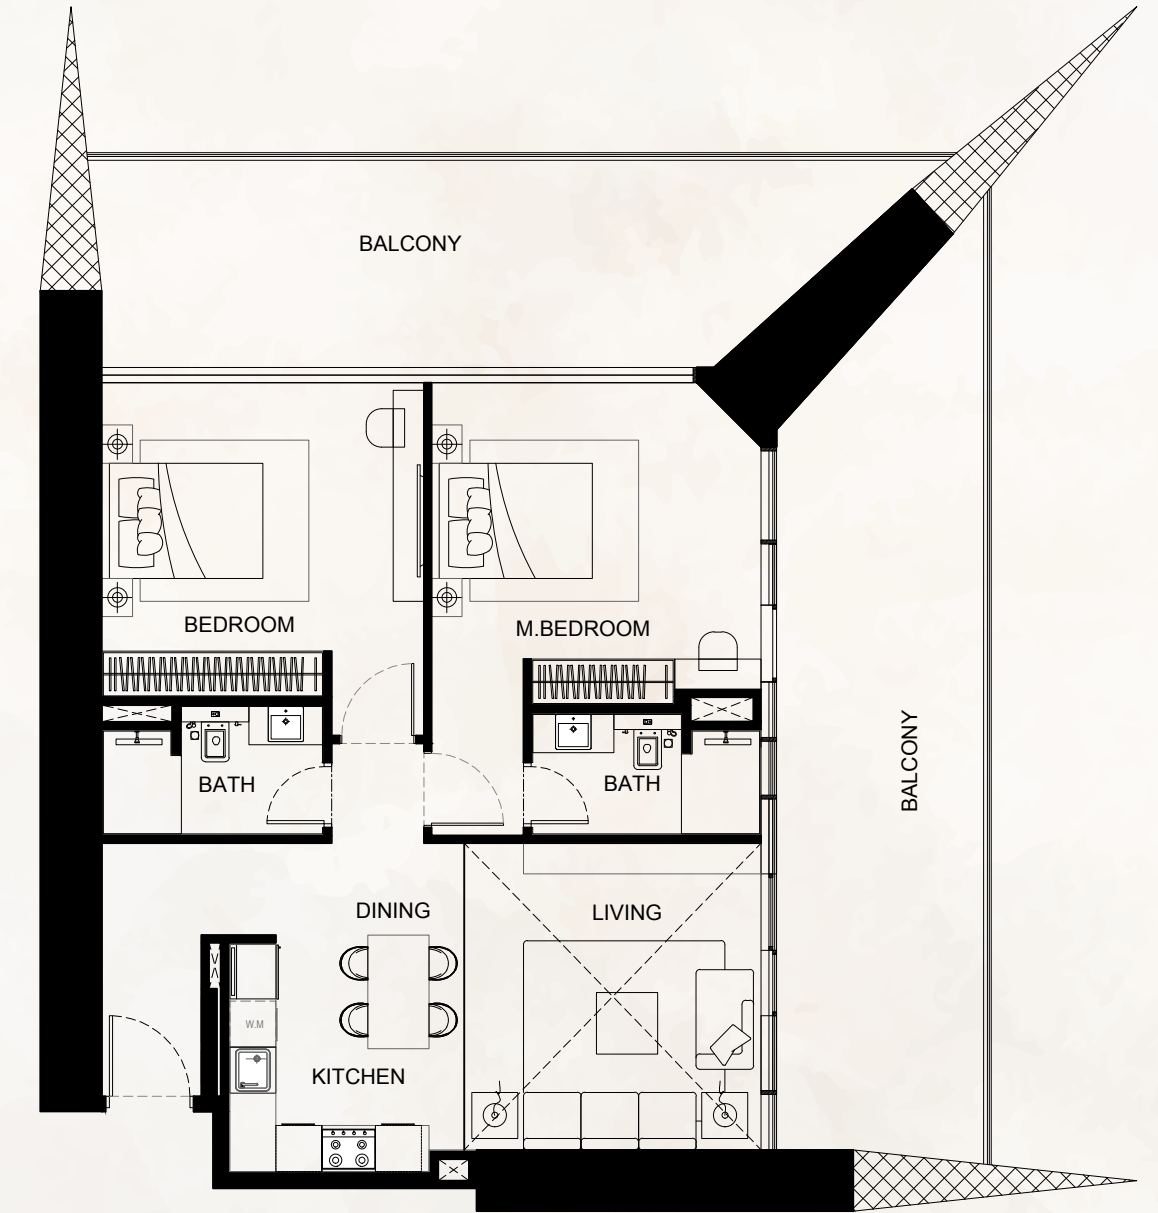 BALCONY
BEDROOM
M.BEDROOM
BATH
BATH
BALCONY
DINING
LIVING
W.M
KITCHEN